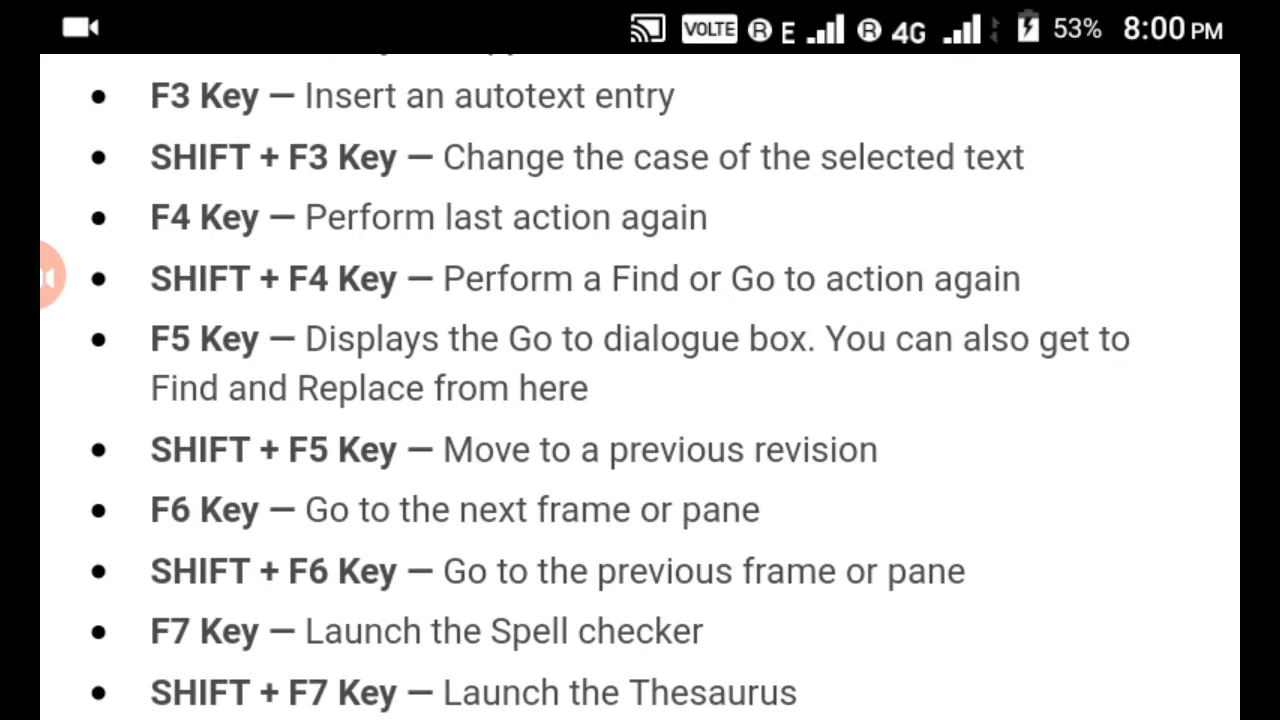 VOLTE R E R 4G 53% 8:00 PM
• F3 Key — Insert an autotext entry
• SHIFT + F3 Key — Change the case of the selected text
• F4 Key — Perform last action again
• SHIFT + F4 Key — Perform a Find or Go to action again
• F5 Key — Displays the Go to dialogue box. You can also get to
Find and Replace from here
• SHIFT + F5 Key — Move to a previous revision
• F6 Key — Go to the next frame or pane
• SHIFT + F6 Key — Go to the previous frame or pane
• F7 Key — Launch the Spell checker
• SHIFT + F7 Key — Launch the Thesaurus